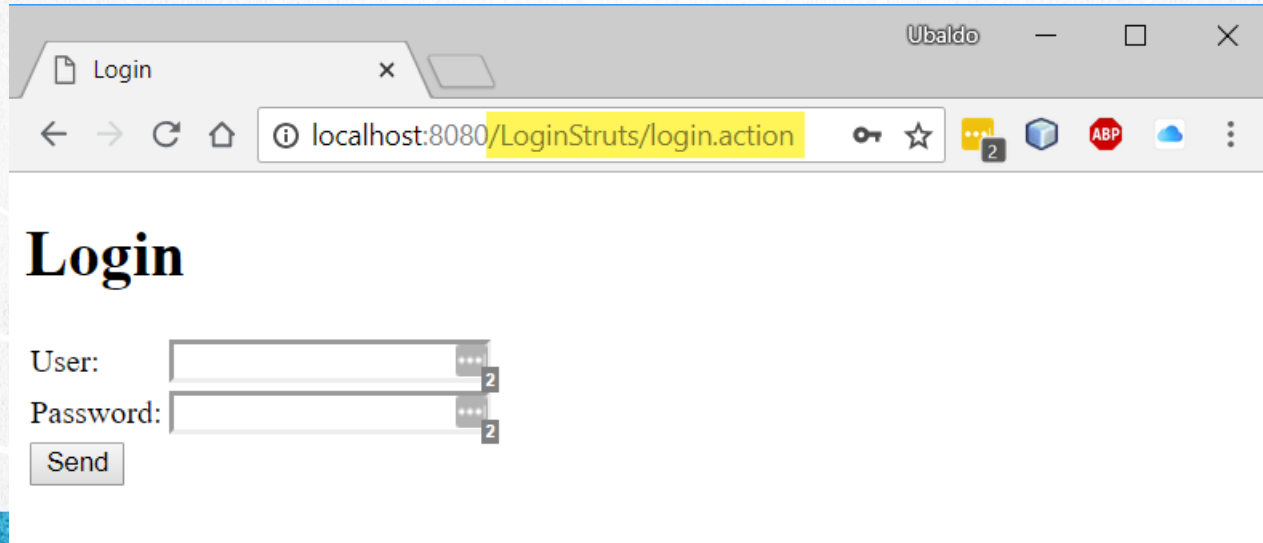 Ubaldo
Login
localhost:8080/LoginStruts/login.action
2
ABP
Login
User:
2
Password:
2
Send